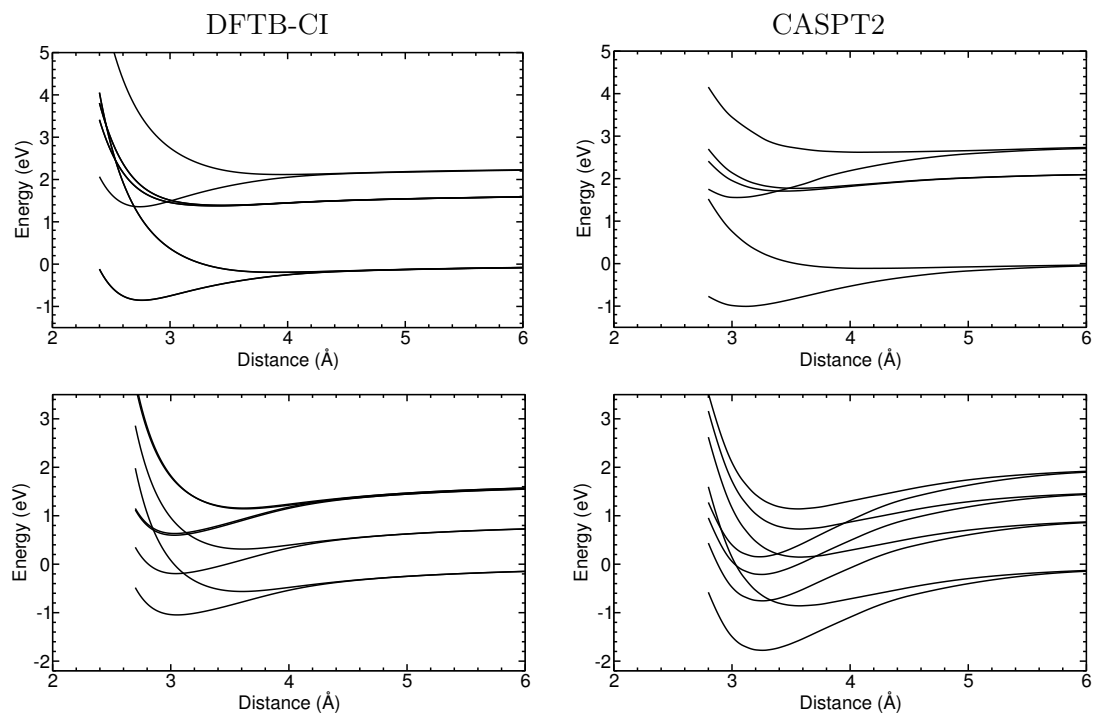 DFTB-CI CASPT2
5 5
4 4
3 3
2 2
1 1
0 0
-1 -1
Energy (eV) Energy (eV)
2 3 4 5 6 2 3 4 5 6
Distance (Å) Distance (Å)
3 3
2 2
1 1
0 0
-1 -1
-2 -2
Energy (eV) Energy (eV)
2 3 4 5 6 2 3 4 5 6
Distance (Å) Distance (Å)